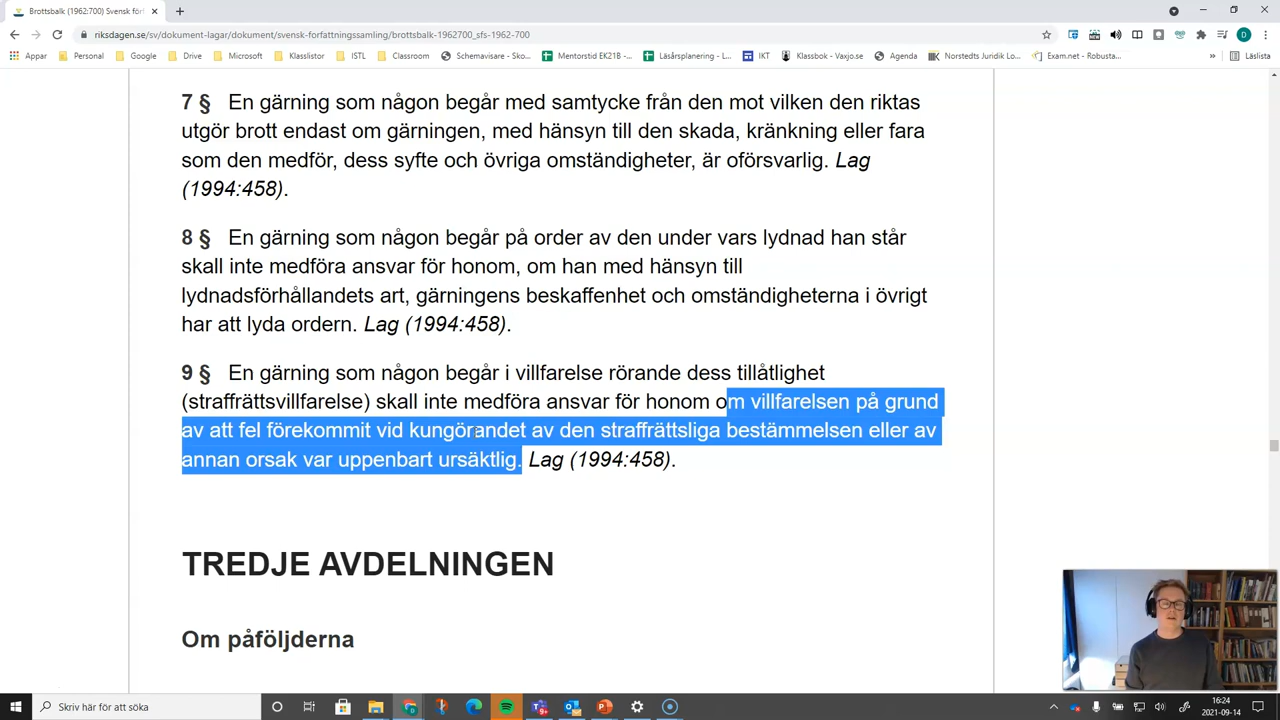 Brottsbalk (1962:700) Svensk förf
riksdagen.se/sv/dokument-lagar/dokument/svensk-forfattningssamling/brottsbalk-1962700_sfs-1962-700
Appar Personal Google Drive Microsoft Klasslistor ISTL Classroom Schemavisare - Sko... Mentorstid EK21B -... Läsårsplanering – L... IKT Klassbok - Vaxjo.se Agenda Norstedts Juridik Lo... Exam.net - Robusta... » Läslista
7 § En gärning som någon begår med samtycke från den mot vilken den riktas
utgör brott endast om gärningen, med hänsyn till den skada, kränkning eller fara
som den medför, dess syfte och övriga omständigheter, är oförsvarlig. Lag
(1994:458).
8 § En gärning som någon begår på order av den under vars lydnad han står
skall inte medföra ansvar för honom, om han med hänsyn till
lydnadsförhållandets art, gärningens beskaffenhet och omständigheterna i övrigt
har att lyda ordern. Lag (1994:458).
9 § En gärning som någon begår i villfarelse rörande dess tillåtlighet
(straffrättsvillfarelse) skall inte medföra ansvar för honom om villfarelsen på grund
av att fel förekommit vid kungörandet av den straffrättsliga bestämmelsen eller av
annan orsak var uppenbart ursäktlig. Lag (1994:458).
TREDJE AVDELNINGEN
Om påföljderna
Skriv här för att söka
16:24
2021-09-14